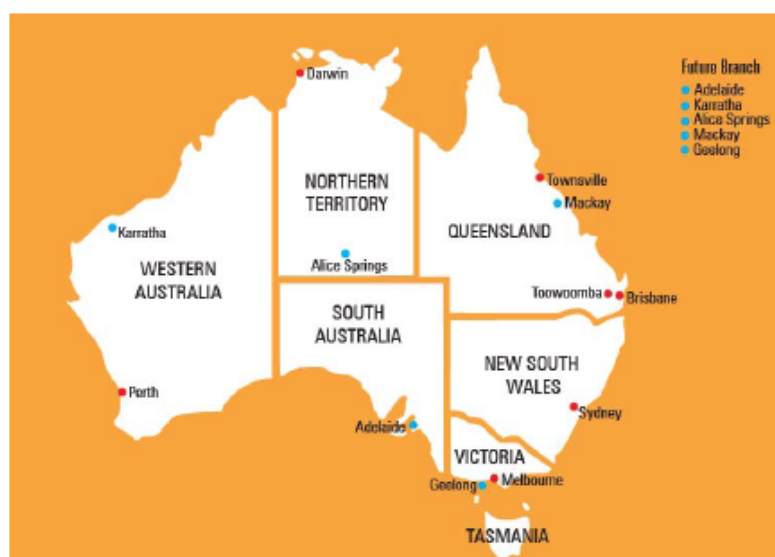 Darwin
Future Branch
Adelaide
Karratha
Alice Springs
Mackay
Geelong
NORTHERN
TERRITORY
Townsville
Mackay
Karratha
QUEENSLAND
WESTERN
AUSTRALIA
Alice Springs
Toowoomba
Brisbane
SOUTH
AUSTRALIA
NEW SOUTH
WALES
Perth
Sydney
Adelaide
VICTORIA
Geelong
Melbourne
TASMANIA